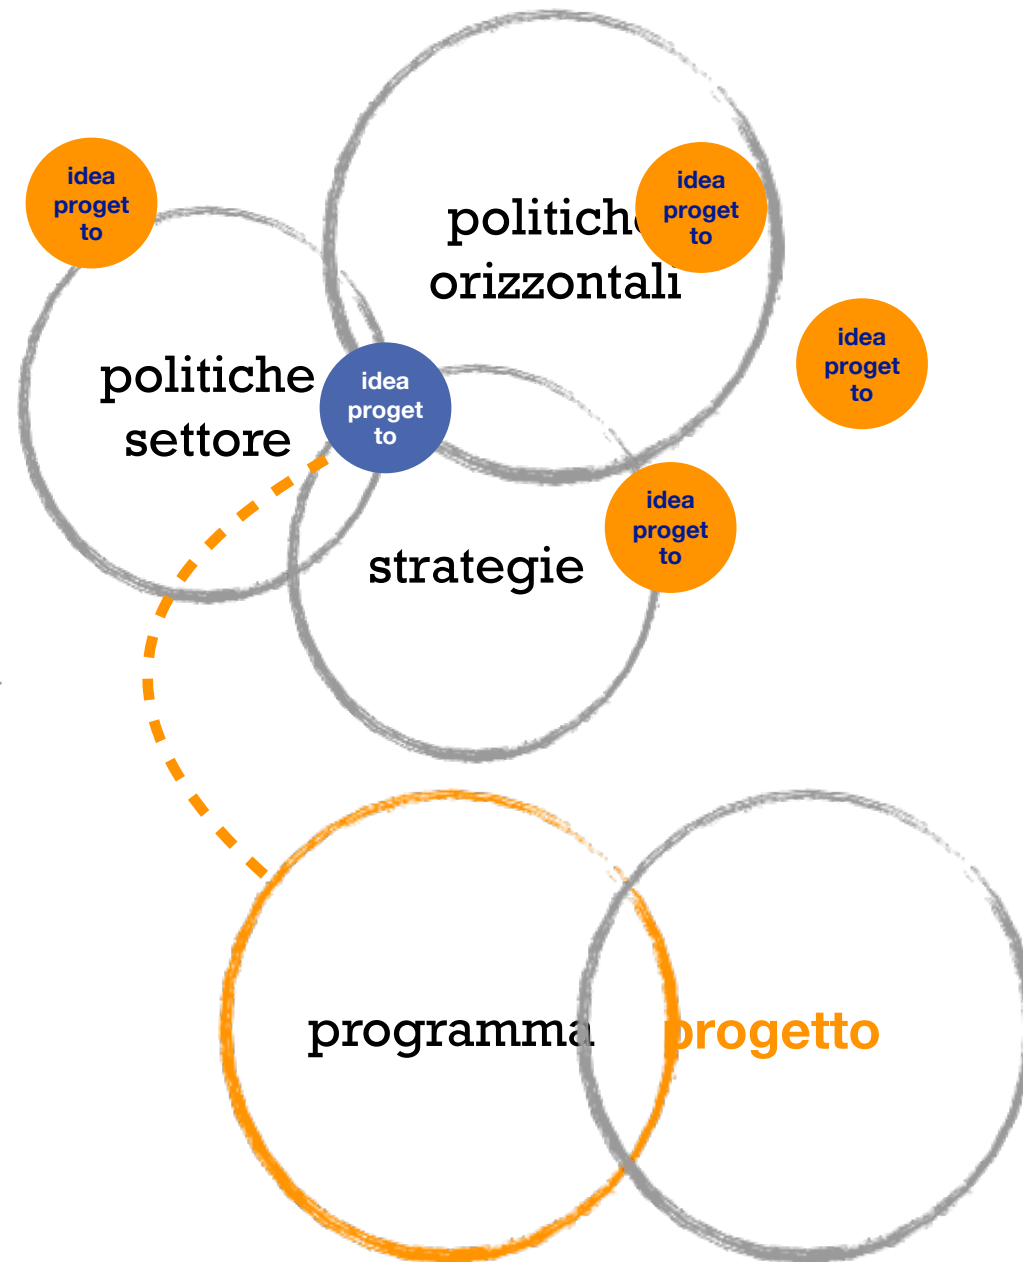 idea
proget
to
idea
proget
to
politiche
orizzontali
idea
proget
to
politiche
settore
idea
proget
to
idea
proget
to
strategie
programma
progetto